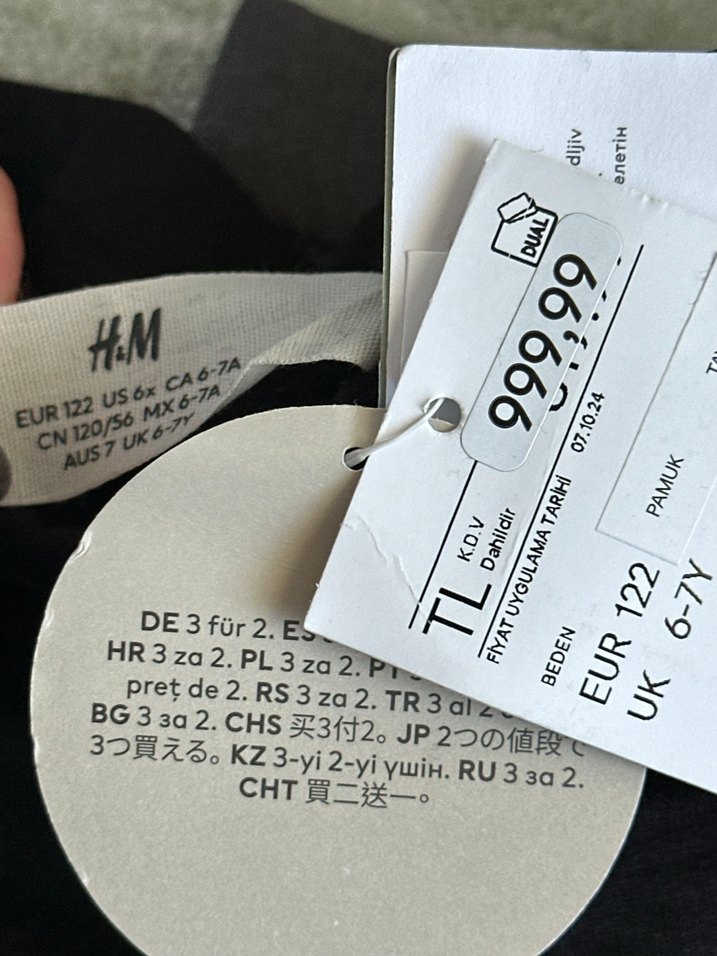 H&M
EUR 122 US 6x CA 6-7A
CN 120/56 MX 6-7A
AUS 7 UK 6-7Y
DE 3 für 2. ES
HR 3 za 2. PL 3 za 2.
preț de 2. RS 3 za 2. TR 3 al 2
BG 3 за 2. CHS 买3付2。 JP 2つの値段で
3つ買える。 KZ 3-уі 2-уі үшін. RU 3 за 2.
CHT 買二送一。
DUAL
999,99
TL K.D.V
Dahildir
FİYAT UYGULAMA TARİHİ 07.10.24
BEDEN
EUR 122
UK 6-7Y
PAMUK